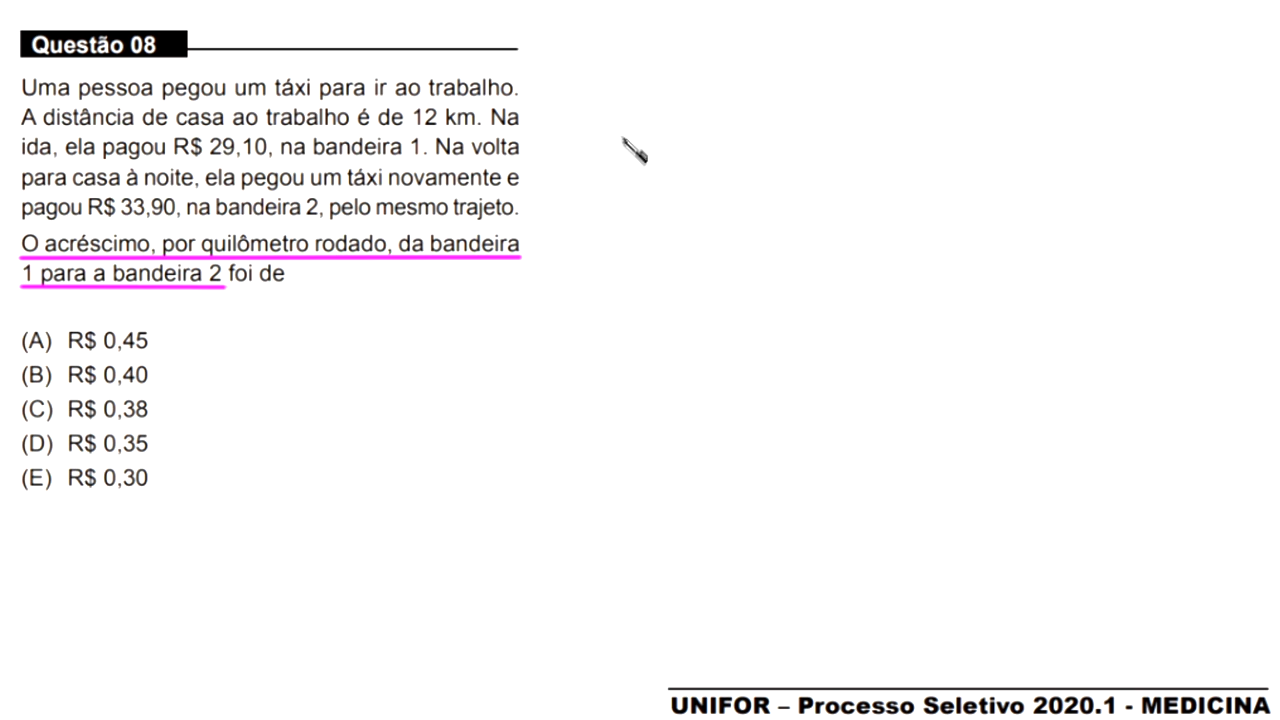 Questão 08
Uma pessoa pegou um táxi para ir ao trabalho.
A distância de casa ao trabalho é de 12 km. Na
ida, ela pagou R$ 29,10, na bandeira 1. Na volta
para casa à noite, ela pegou um táxi novamente e
pagou R$ 33,90, na bandeira 2, pelo mesmo trajeto.
O acréscimo, por quilômetro rodado, da bandeira
1 para a bandeira 2 foi de
(A) R$ 0,45
(B) R$ 0,40
(C) R$ 0,38
(D) R$ 0,35
(E) R$ 0,30
UNIFOR – Processo Seletivo 2020.1 - MEDICINA